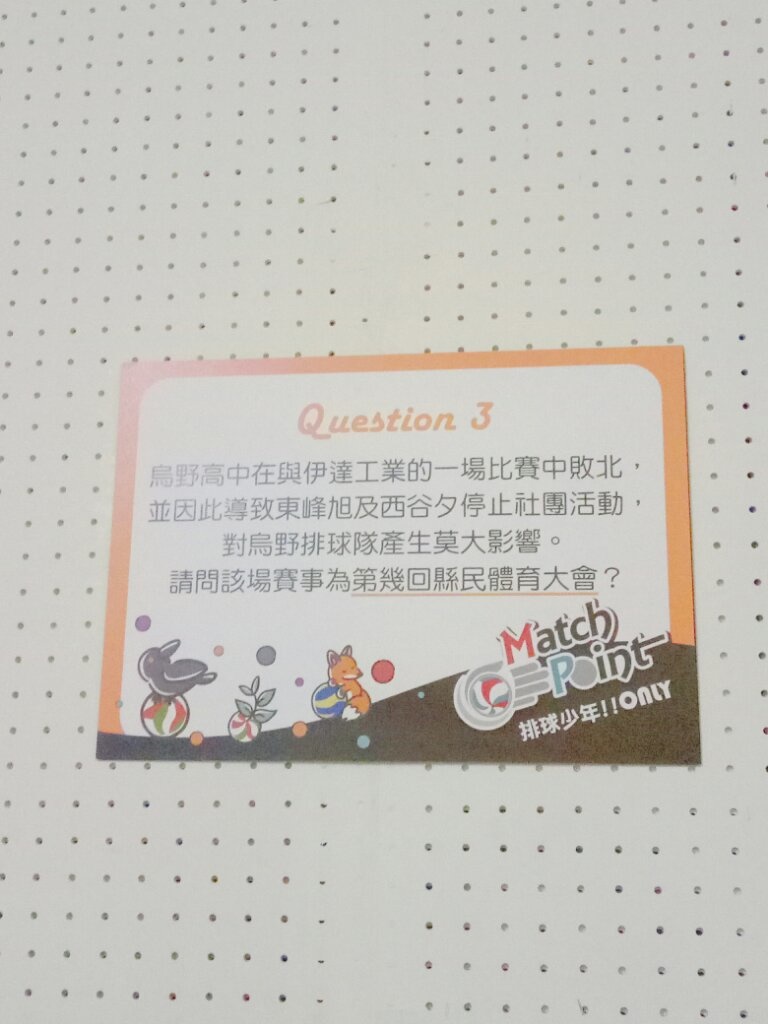 Question 3
烏野高中在與伊達工業的一場比賽中敗北，
並因此導致東峰旭及西谷夕停止社團活動，
對烏野排球隊產生莫大影響。
請問該場賽事為第幾回縣民體育大會？
Match
Point
排球少年!!ONLY